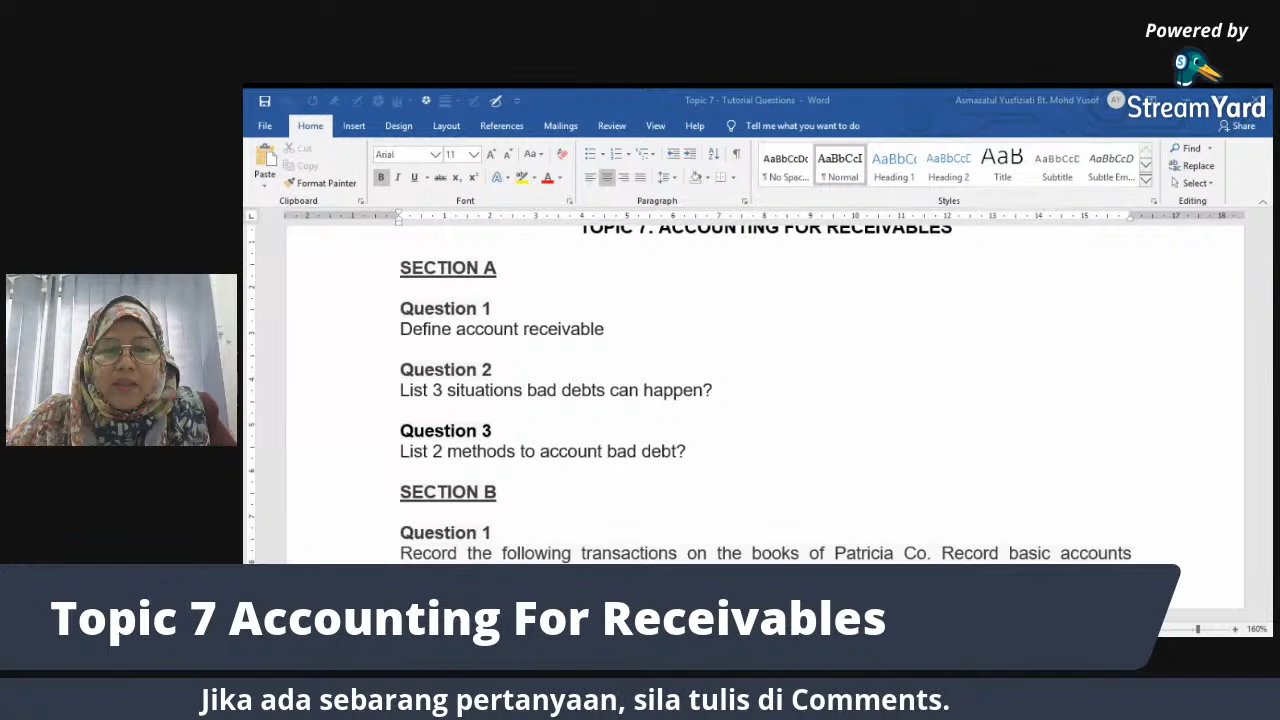 Powered by
StreamYard
Topic 7 - Tutorial Questions - Word
Asmazatul Usyfiziati Bt. Mohd Yusof
AY
File Home Insert Design Layout References Mailings Review View Help Tell me what you want to do
Share
Cut
Copy
Paste
Format Painter
Clipboard
Arial 11
Font
Paragraph
AaBbCcDc AaBbCcI AaBbC( AaBbCcC AaB AaBbCcC AaBbCcD
¶ No Spac... ¶ Normal Heading 1 Heading 2 Title Subtitle Subtle Em...
Styles
Find
Replace
Select
Editing
TOPIC 7: ACCOUNTING FOR RECEIVABLES
SECTION A
Question 1
Define account receivable
Question 2
List 3 situations bad debts can happen?
Question 3
List 2 methods to account bad debt?
SECTION B
Question 1
Record the following transactions on the books of Patricia Co. Record basic accounts
160%
Topic 7 Accounting For Receivables
Jika ada sebarang pertanyaan, sila tulis di Comments.